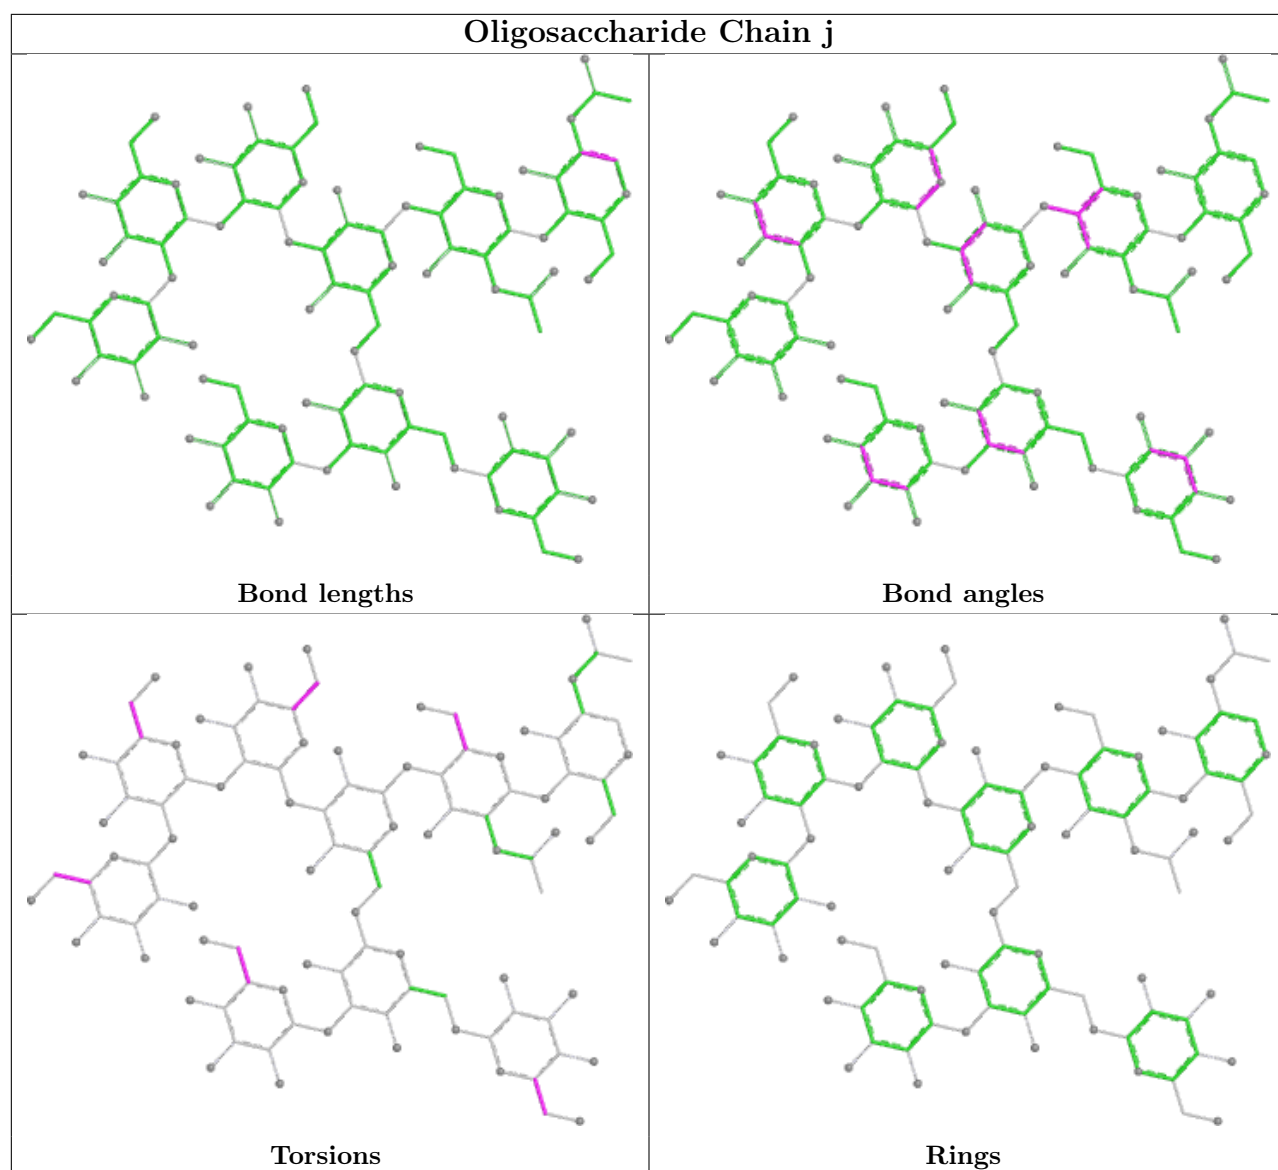 Oligosaccharide Chain j
Bond lengths
Bond angles
Torsions
Rings